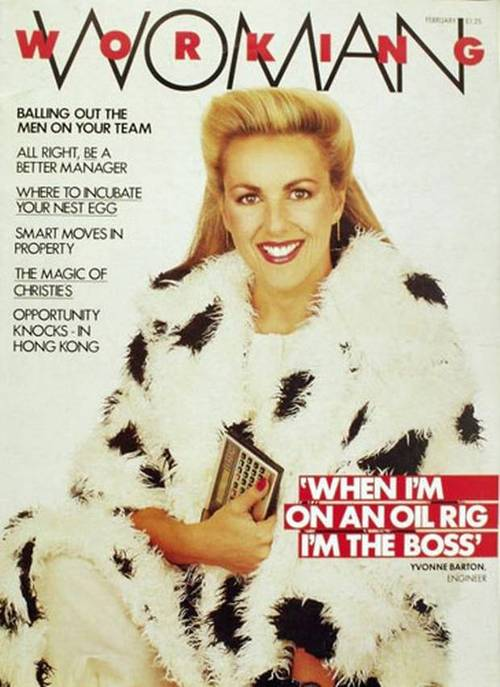 WOMAN
WORKING
FEBRUARY £1.25
BALLING OUT THE
MEN ON YOUR TEAM
ALL RIGHT, BE A
BETTER MANAGER
WHERE TO INCUBATE
YOUR NEST EGG
SMART MOVES IN
PROPERTY
THE MAGIC OF
CHRISTIES
OPPORTUNITY
KNOCKS - IN
HONG KONG
'WHEN I'M
ON AN OIL RIG
I'M THE BOSS'
YVONNE BARTON,
ENGINEER